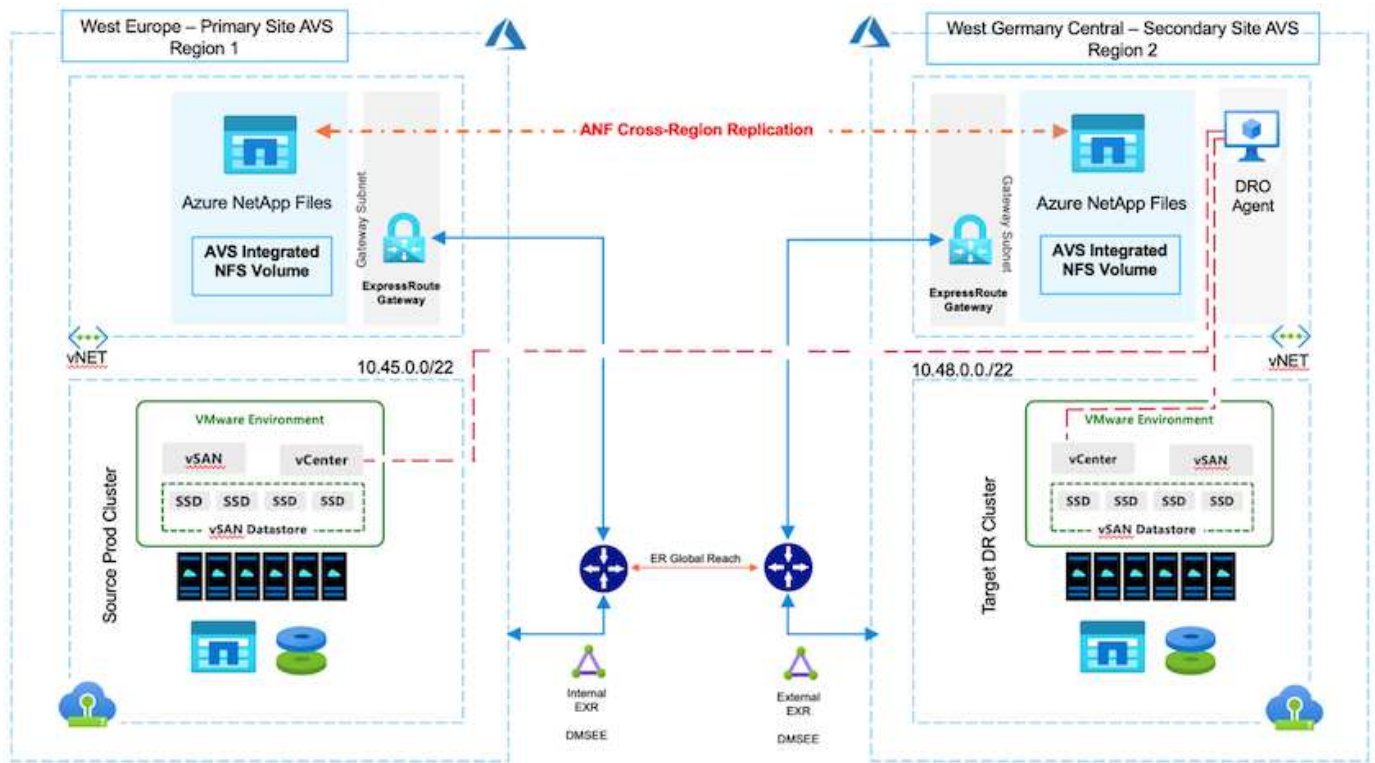 West Europe – Primary Site AVS
Region 1
West Germany Central – Secondary Site AVS
Region 2
ANF Cross-Region Replication
Azure NetApp Files
AVS Integrated
NFS Volume
Gateway Subnet
ExpressRoute
Gateway
Gateway Subnet
ExpressRoute
Gateway
Azure NetApp Files
AVS Integrated
NFS Volume
DRO
Agent
vNET
10.45.0.0/22
10.48.0.0./22
vNET
Source Prod Cluster
VMware Environment
vSAN
vCenter
SSD SSD SSD SSD
vSAN Datastore
ER Global Reach
Internal
EXR
DMSEE
External
EXR
DMSEE
Target DR Cluster
VMware Environment
vCenter
vSAN
SSD SSD SSD SSD
vSAN Datastore